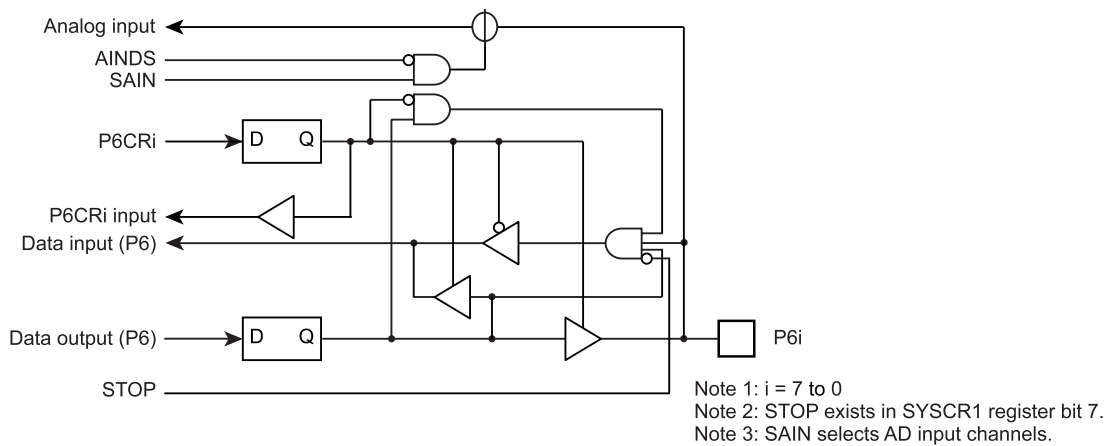 Analog input
AINDS
SAIN
P6CRi
D Q
P6CRi input
Data input (P6)
Data output (P6)
D Q
P6i
STOP
Note 1: i = 7 to 0
Note 2: STOP exists in SYSCR1 register bit 7.
Note 3: SAIN selects AD input channels.